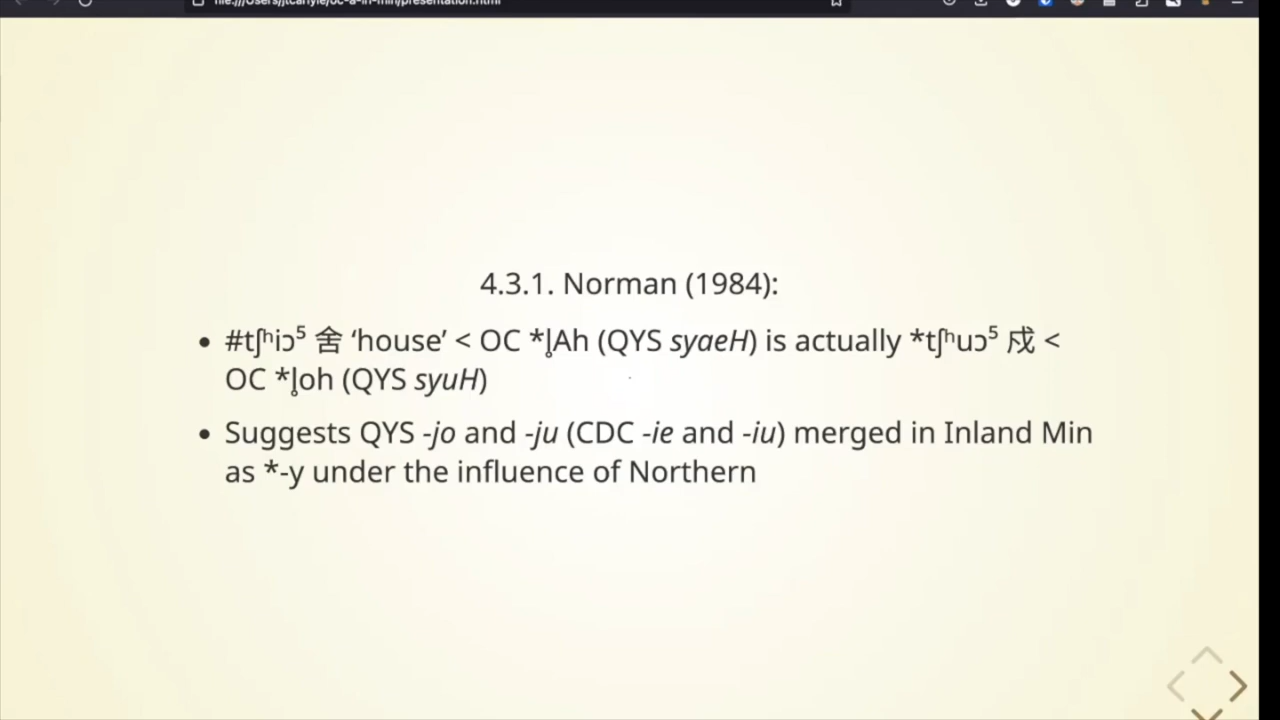 4.3.1. Norman (1984):
• #tʃʰiɔ⁵ 舍 ‘house’ < OC *l̥Ah (QYS syaeH) is actually *tʃʰuɔ⁵ 戍 <
OC *l̥oh (QYS syuH)
• Suggests QYS -jo and -ju (CDC -ie and -iu) merged in Inland Min
as *-y under the influence of Northern